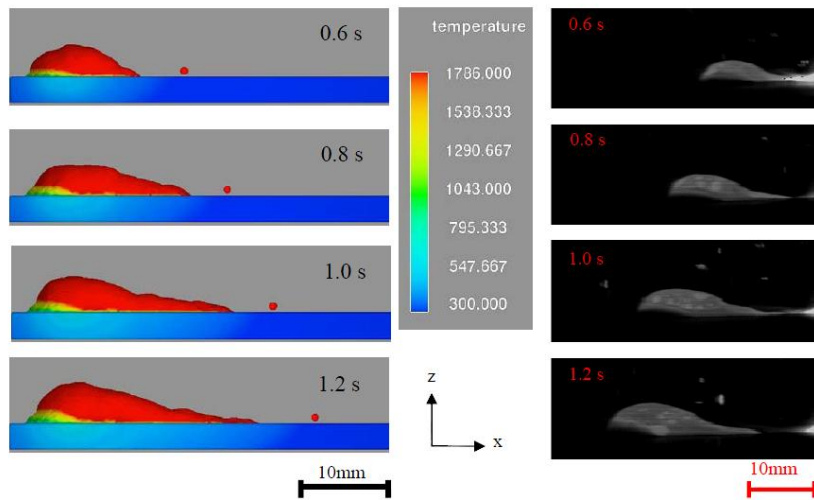 0.6 s
0.8 s
1.0 s
1.2 s
10mm
temperature
1786.000
1538.333
1290.667
1043.000
795.333
547.667
300.000
z
x
0.6 s
0.8 s
1.0 s
1.2 s
10mm